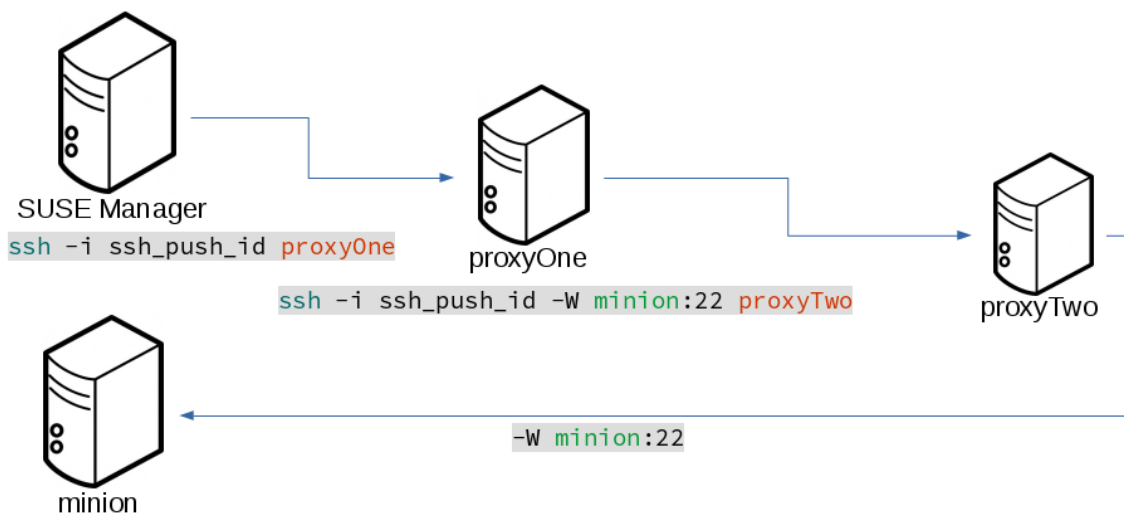 SUSE Manager
ssh -i ssh_push_id proxyOne
proxyOne
ssh -i ssh_push_id -W minion:22 proxyTwo
proxyTwo
-W minion:22
minion